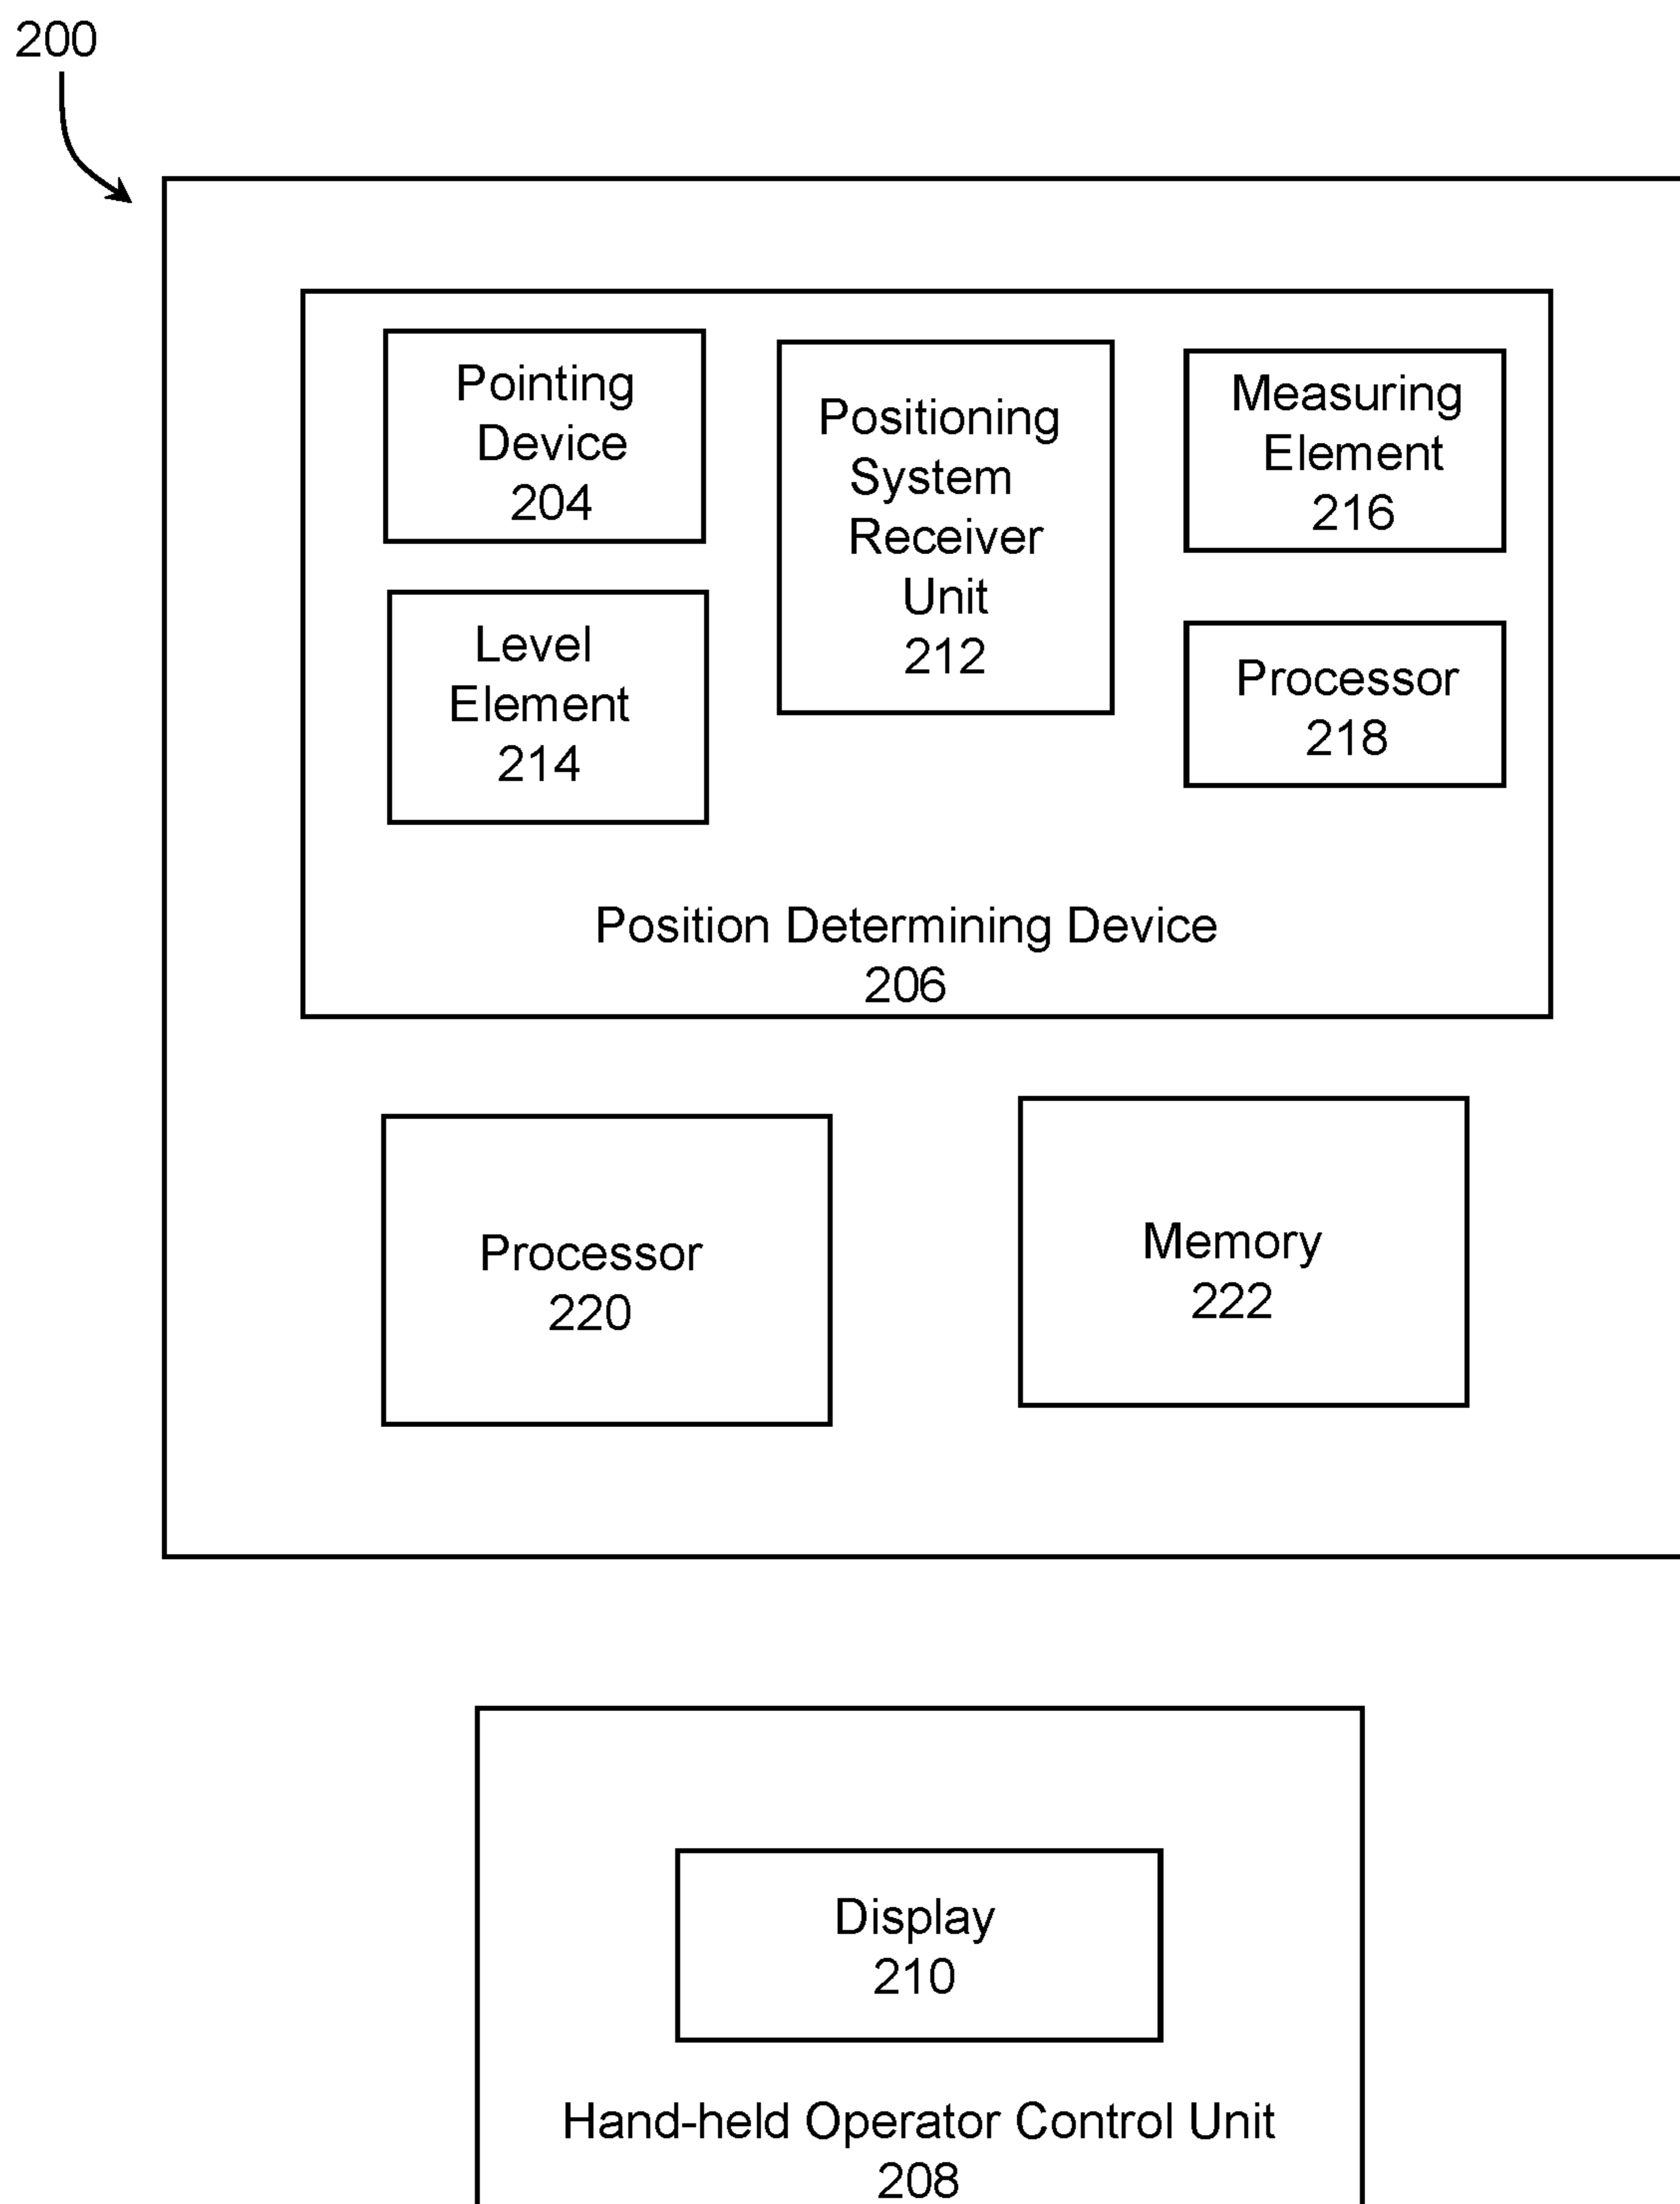 200
Pointing
Device
204
Positioning
System
Receiver
Unit
212
Measuring
Element
216
Level
Element
214
Processor
218
Position Determining Device
206
Processor
220
Memory
222
Display
210
Hand-held Operator Control Unit
208